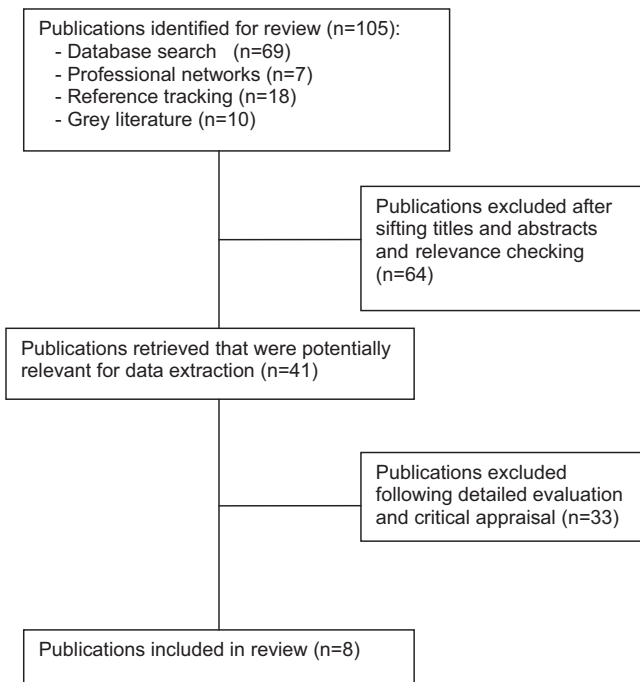 Publications identified for review (n=105):
- Database search (n=69)
- Professional networks (n=7)
- Reference tracking (n=18)
- Grey literature (n=10)
Publications excluded after
sifting titles and abstracts
and relevance checking
(n=64)
Publications retrieved that were potentially
relevant for data extraction (n=41)
Publications excluded
following detailed evaluation
and critical appraisal (n=33)
Publications included in review (n=8)